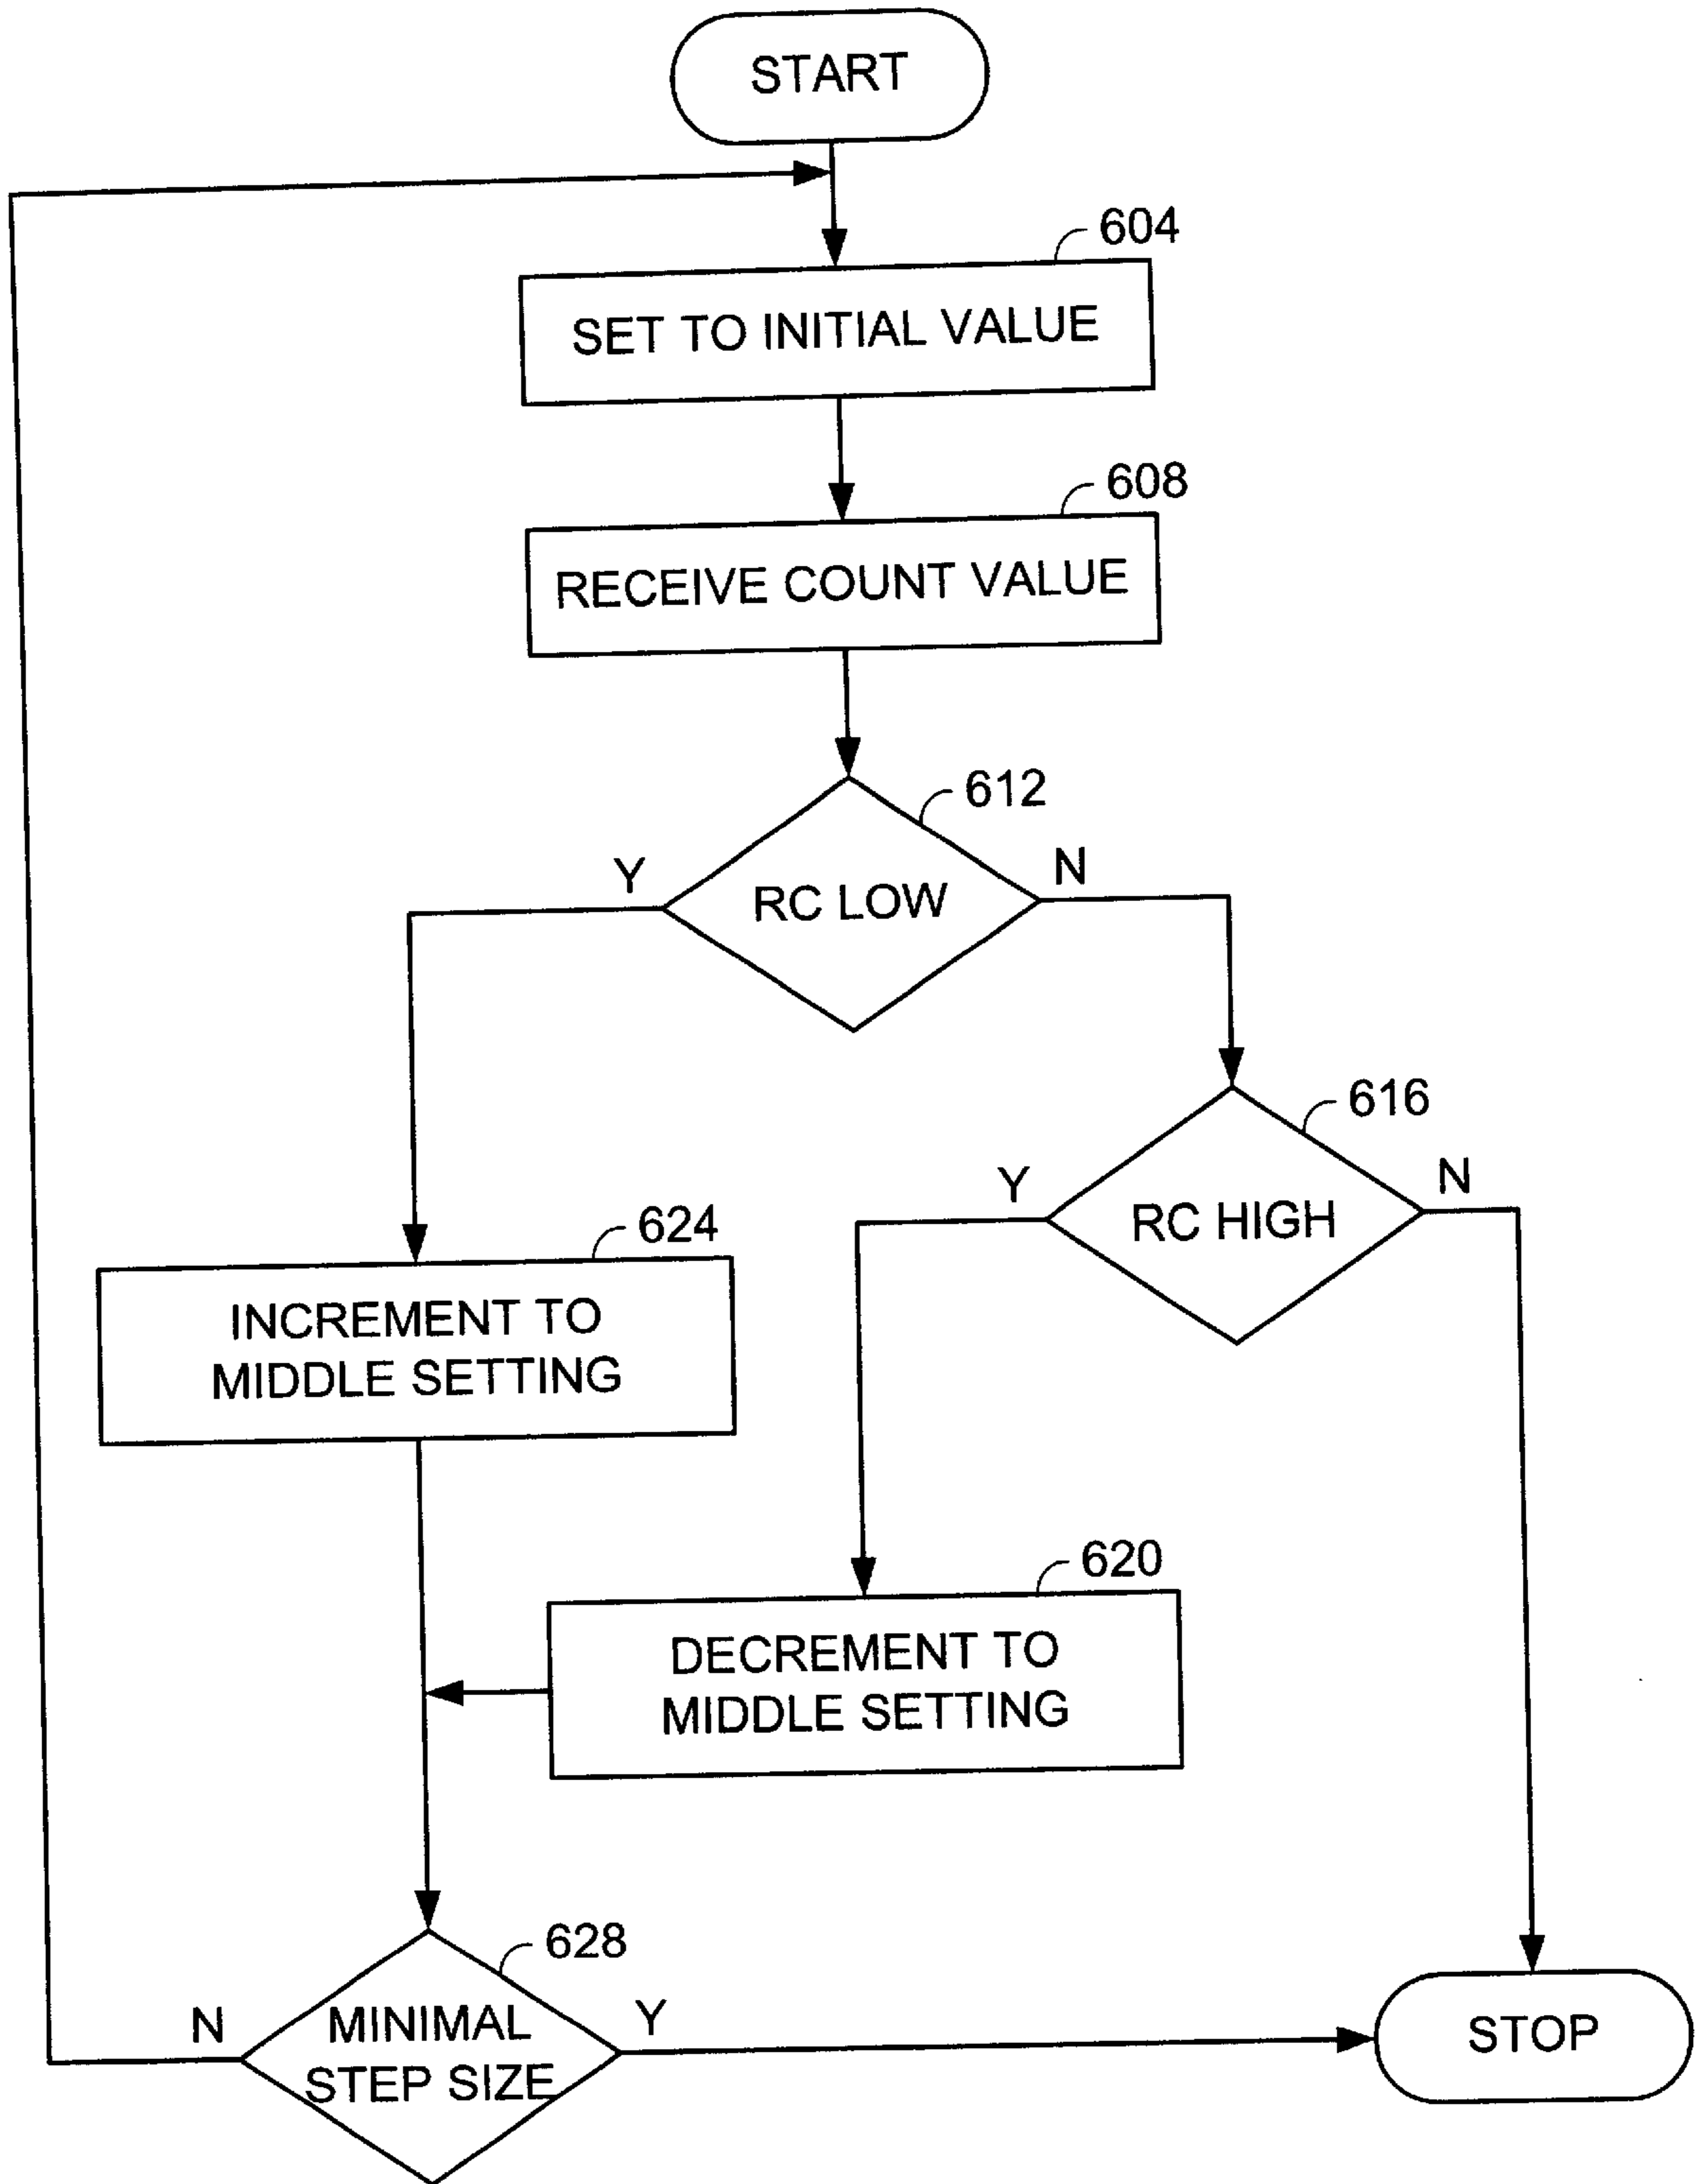 START
604
SET TO INITIAL VALUE
608
RECEIVE COUNT VALUE
612
Y
N
RC LOW
616
Y
N
RC HIGH
624
INCREMENT TO
MIDDLE SETTING
620
DECREMENT TO
MIDDLE SETTING
628
N
Y
MINIMAL
STEP SIZE
STOP